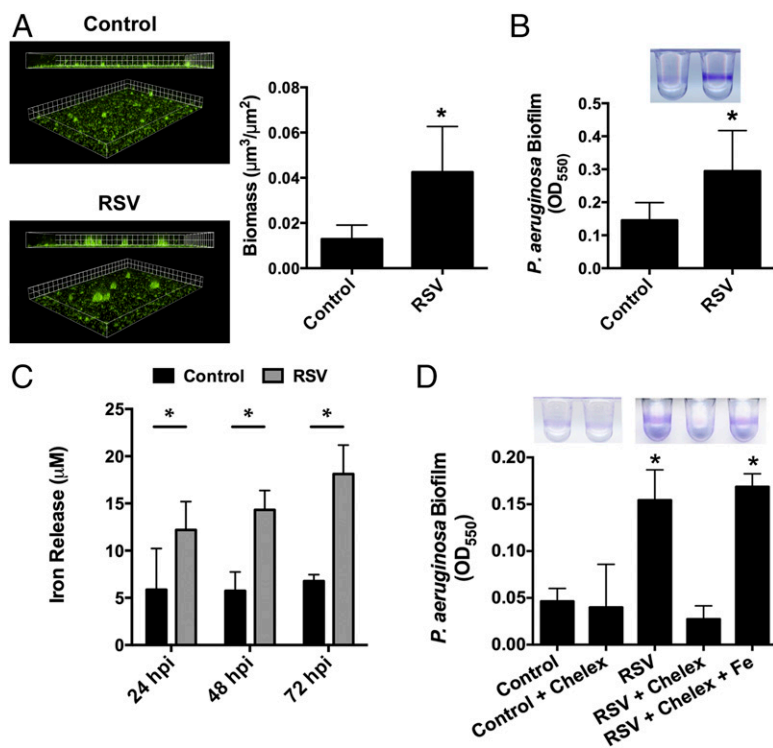 A
Control
RSV
Biomass (µm³/µm²)
0.08
0.06
0.04
0.02
0.00
*
Control
RSV
B
P. aeruginosa Biofilm
(OD₅₅₀)
0.5
0.4
0.3
0.2
0.1
0.0
*
Control
RSV
C
Control
RSV
Iron Release (µM)
25
20
15
10
5
0
*
*
*
24 hpi
48 hpi
72 hpi
D
P. aeruginosa Biofilm
(OD₅₅₀)
0.20
0.15
0.10
0.05
0.00
*
*
Control
Control + Chelex
RSV
RSV + Chelex
RSV + Chelex + Fe